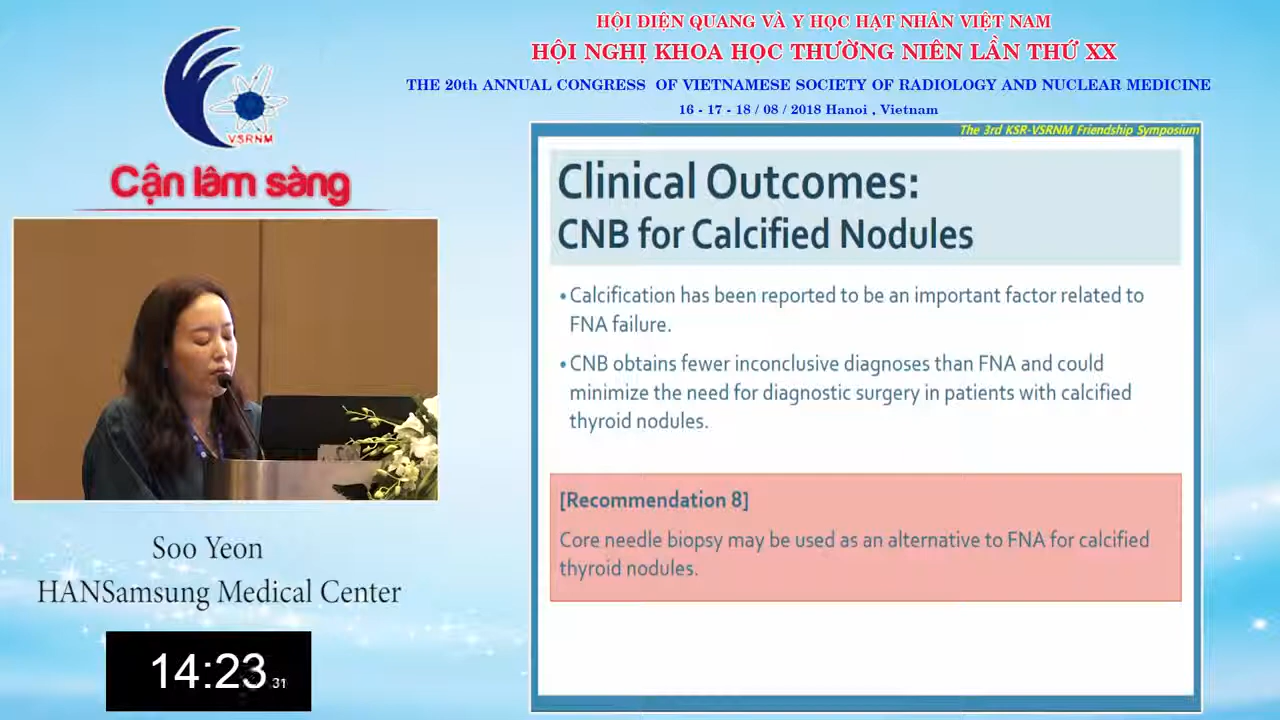 HỘI ĐIỆN QUANG VÀ Y HỌC HẠT NHÂN VIỆT NAM
HỘI NGHỊ KHOA HỌC THƯỜNG NIÊN LẦN THỨ XX
THE 20th ANNUAL CONGRESS OF VIETNAMESE SOCIETY OF RADIOLOGY AND NUCLEAR MEDICINE
16 - 17 - 18 / 08 / 2018 Hanoi , Vietnam
VSRNM
Cận lâm sàng
The 3rd KSR-VSRNM Friendship Symposium
Clinical Outcomes:
CNB for Calcified Nodules
• Calcification has been reported to be an important factor related to
FNA failure.
• CNB obtains fewer inconclusive diagnoses than FNA and could
minimize the need for diagnostic surgery in patients with calcified
thyroid nodules.
[Recommendation 8]
Core needle biopsy may be used as an alternative to FNA for calcified
thyroid nodules.
Soo Yeon
HANSamsung Medical Center
14:23 31